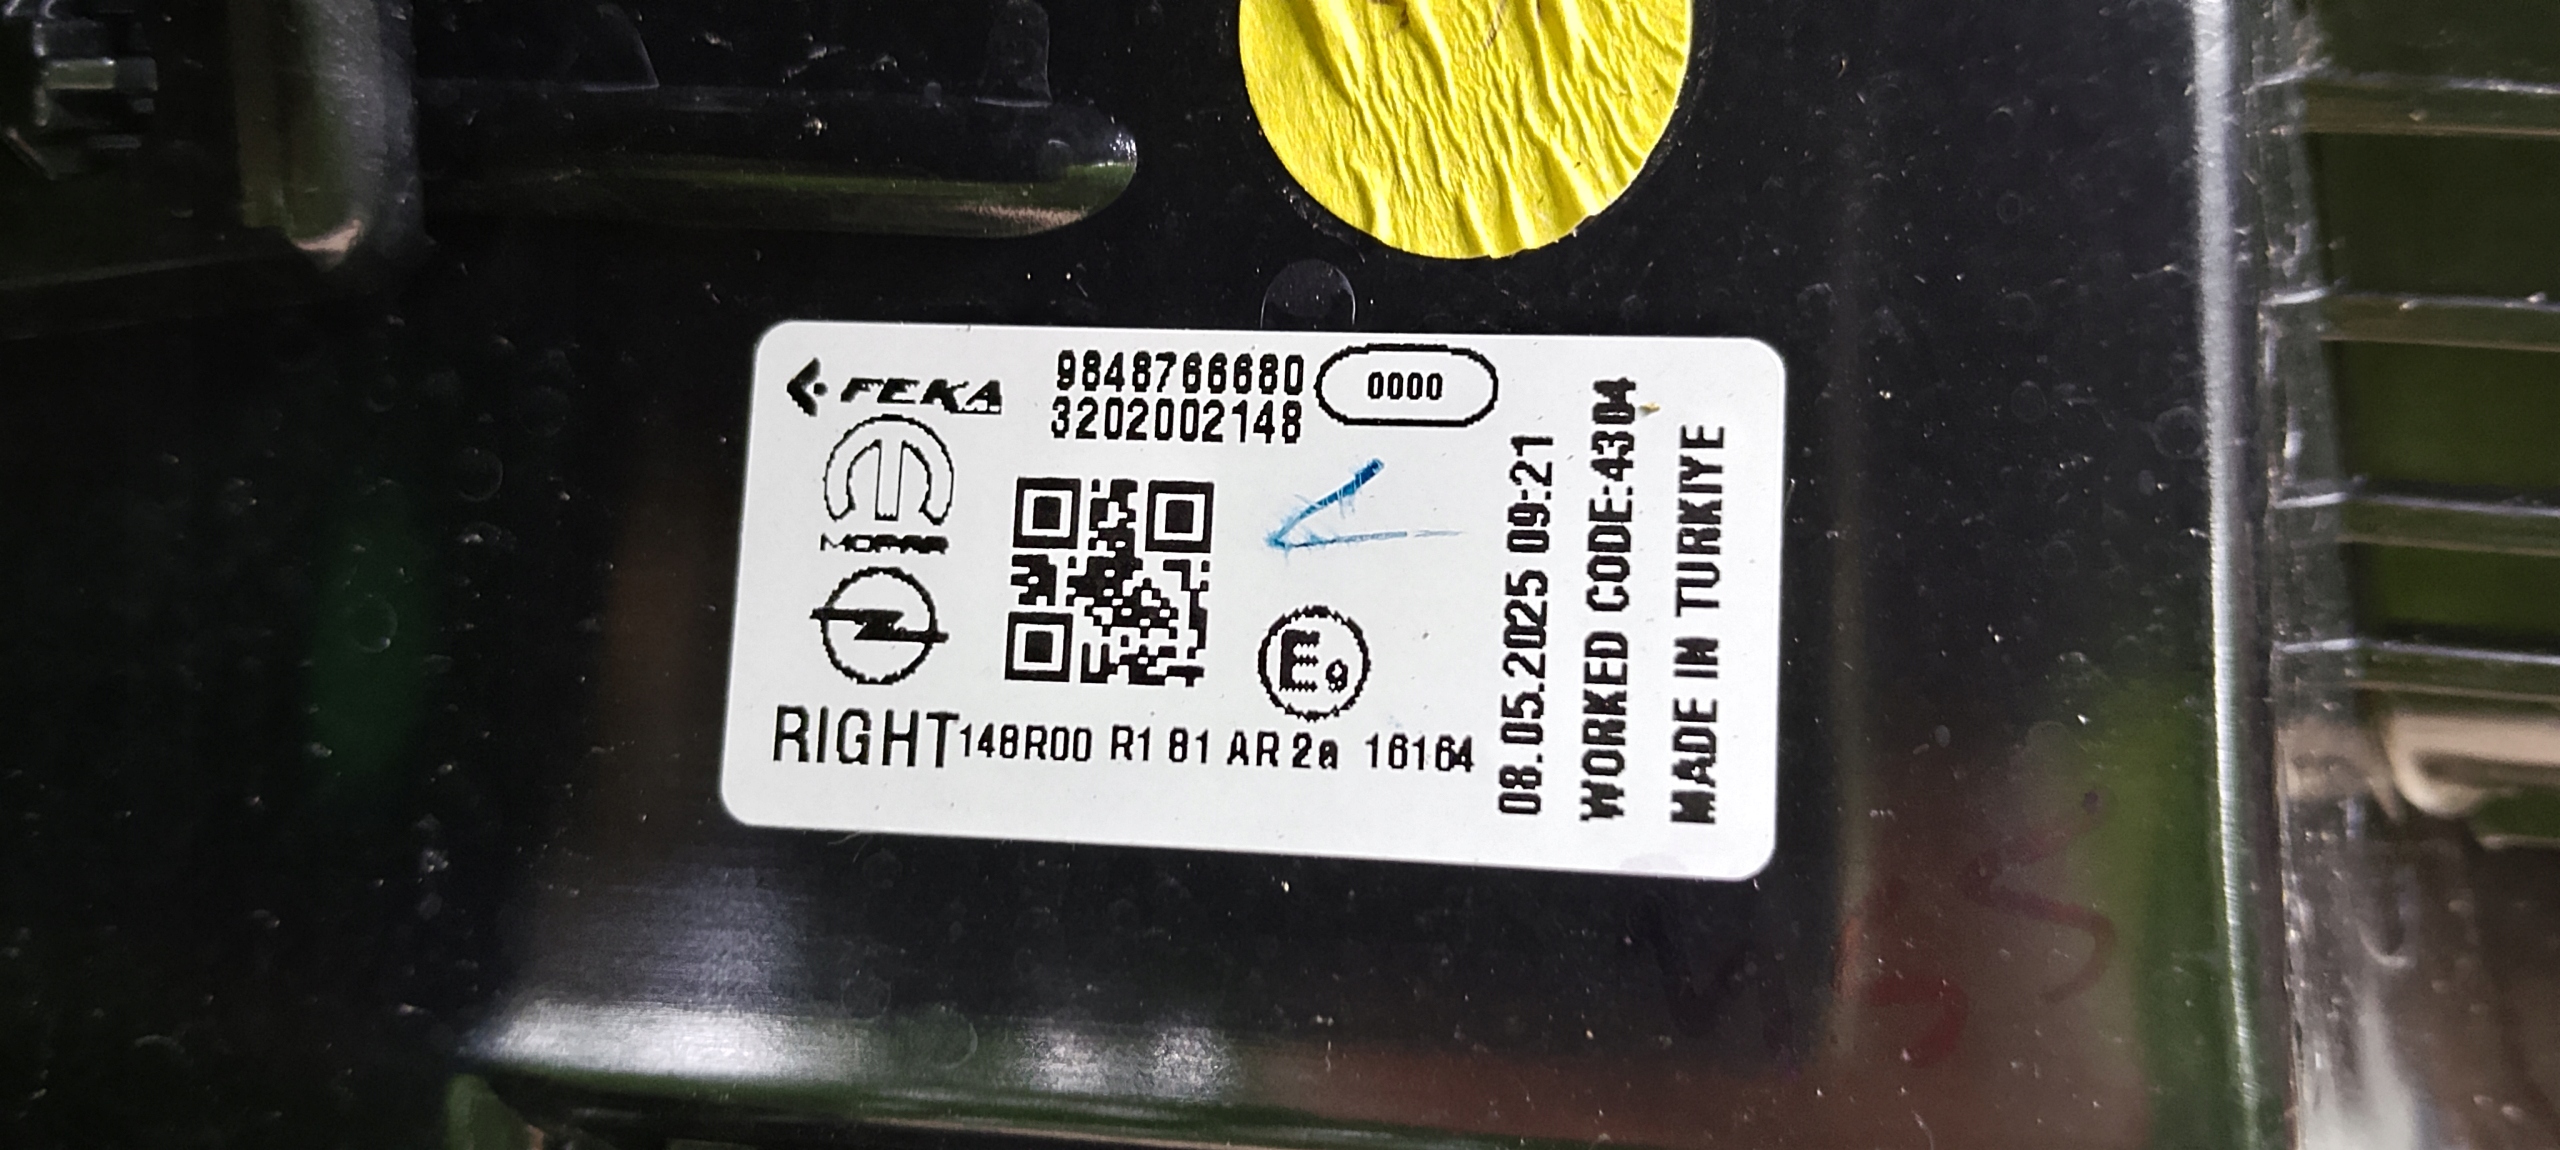 FEKA
9848766680
0000
3202002148
MOPAR
E9
RIGHT 148R00 R1 81 AR 2a 16164
08.05.2025 09:21
WORKED CODE:4304
MADE IN TURKIYE